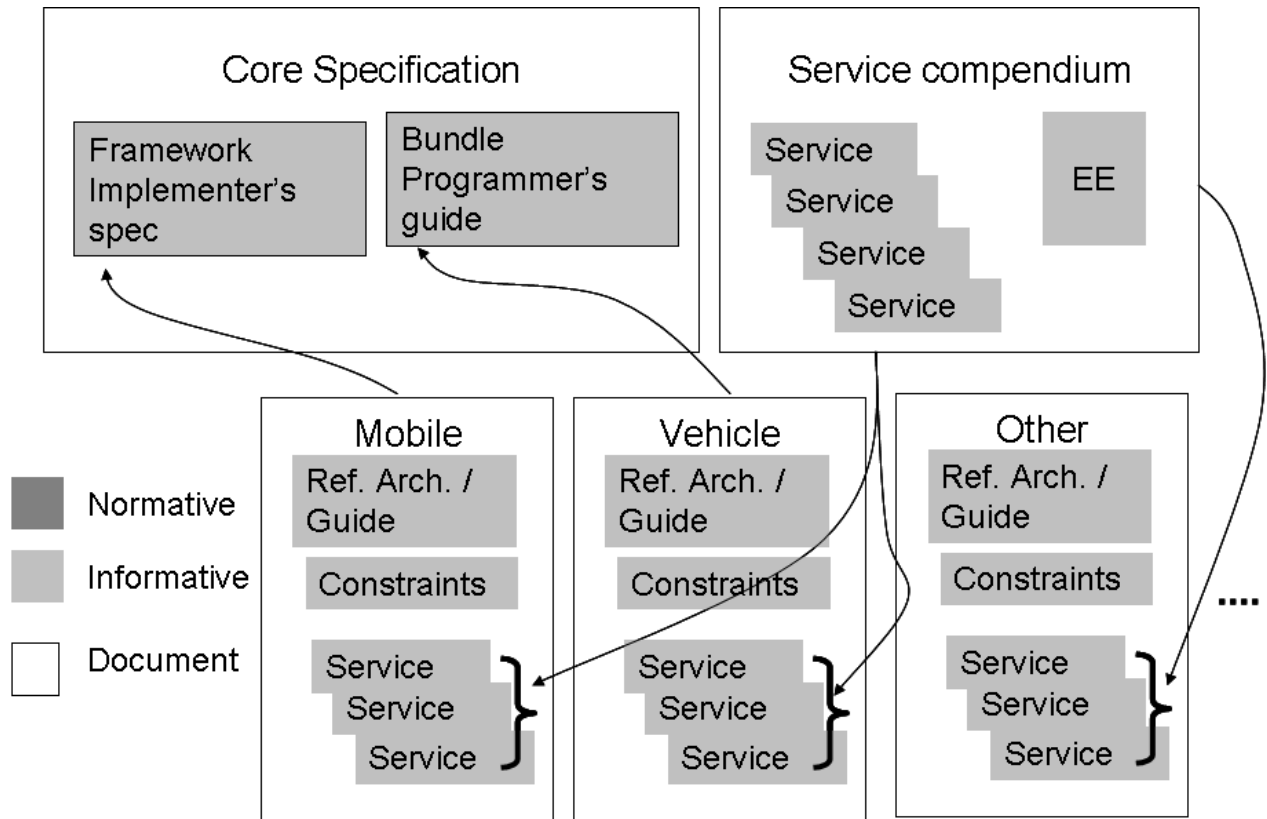 Core Specification
Framework
Implementer's
spec
Bundle
Programmer's
guide
Service compendium
Service
Service
Service
Service
EE
Normative
Informative
Document
Mobile
Ref. Arch. /
Guide
Constraints
Service
Service
Service
Vehicle
Ref. Arch. /
Guide
Constraints
Service
Service
Service
Other
Ref. Arch. /
Guide
Constraints
Service
Service
Service
....